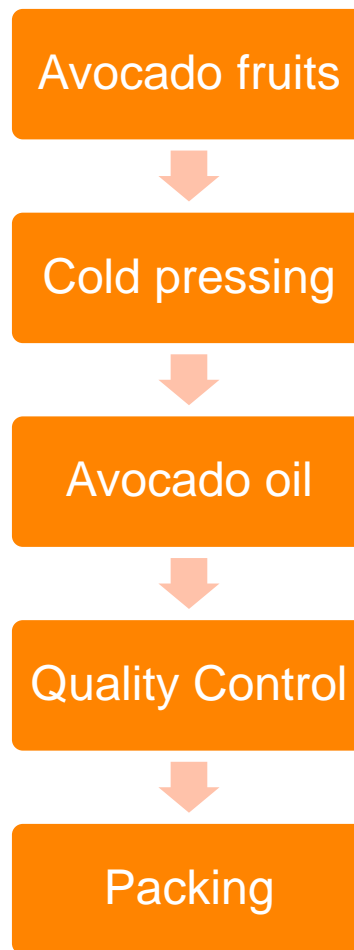 Avocado fruits
Cold pressing
Avocado oil
Quality Control
Packing